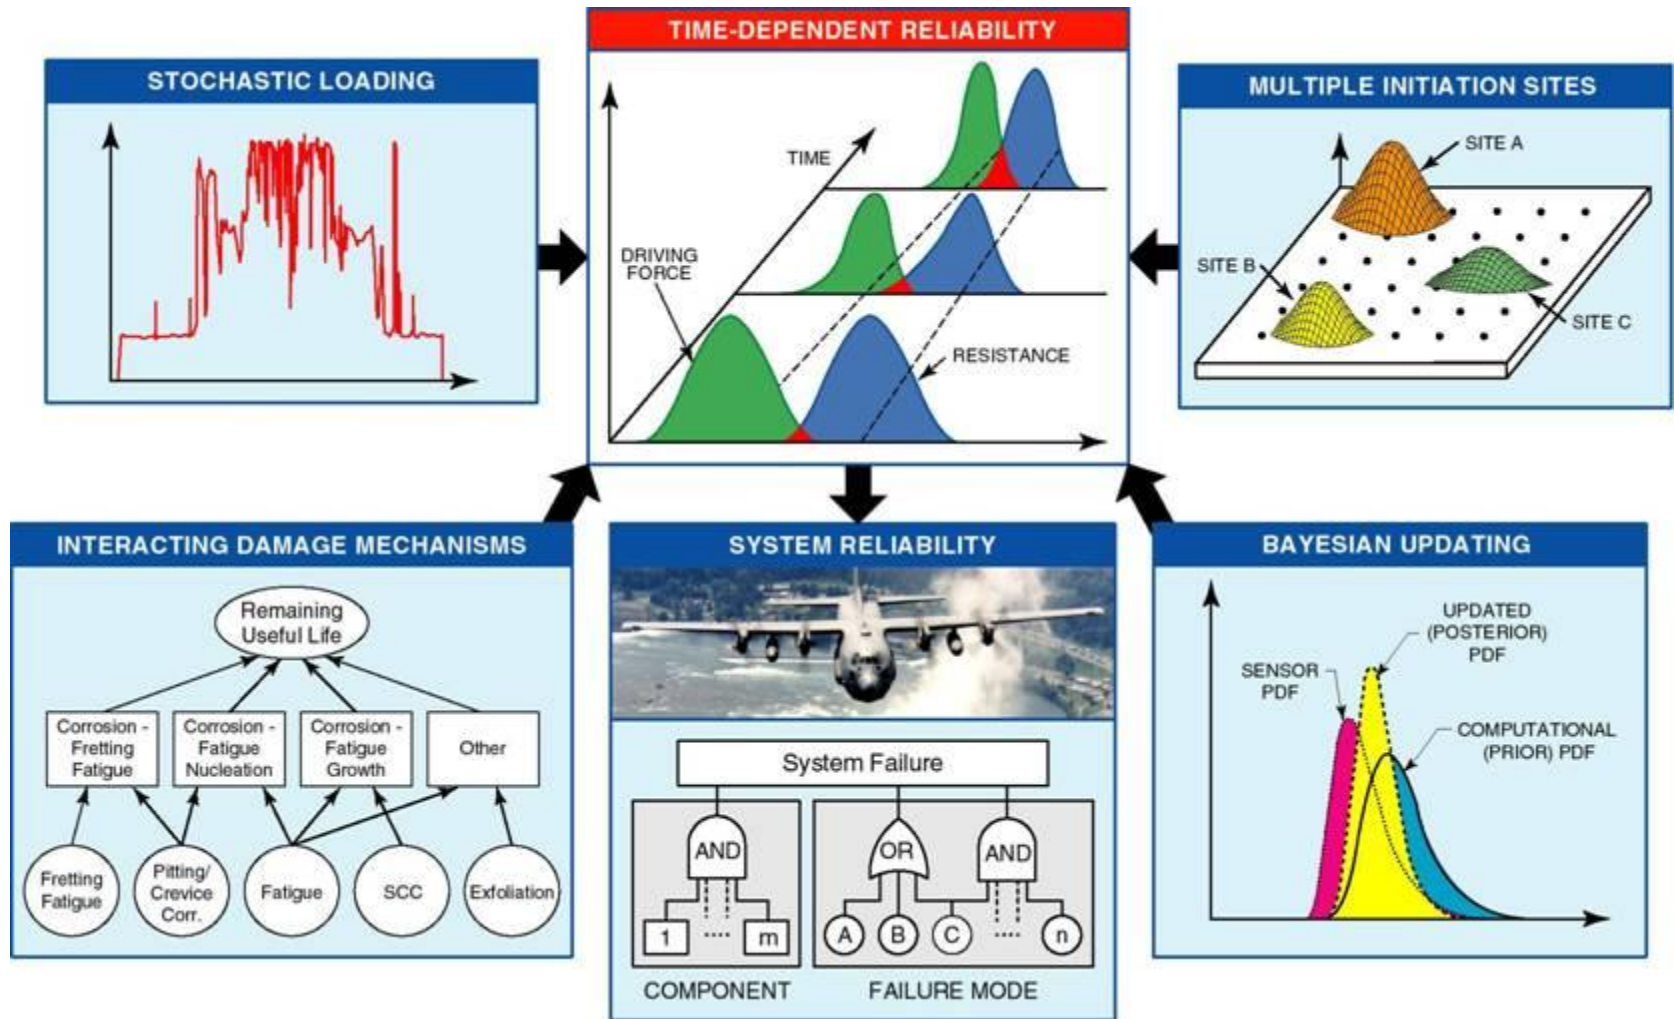 TIME-DEPENDENT RELIABILITY
TIME
DRIVING
FORCE
RESISTANCE
STOCHASTIC LOADING
MULTIPLE INITIATION SITES
SITE A
SITE B
SITE C
INTERACTING DAMAGE MECHANISMS
Remaining
Useful Life
Corrosion -
Fretting
Fatigue
Corrosion -
Fatigue
Nucleation
Corrosion -
Fatigue
Growth
Other
Fretting
Fatigue
Pitting/
Crevice
Corr.
Fatigue
SCC
Exfoliation
SYSTEM RELIABILITY
System Failure
AND
OR
AND
1
....
m
A
B
C
....
n
COMPONENT
FAILURE MODE
BAYESIAN UPDATING
UPDATED
(POSTERIOR)
PDF
SENSOR
PDF
COMPUTATIONAL
(PRIOR) PDF